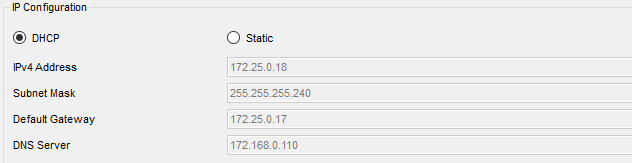 IP Configuration
DHCP Static
IPv4 Address 172.25.0.18
Subnet Mask 255.255.255.240
Default Gateway 172.25.0.17
DNS Server 172.168.0.110